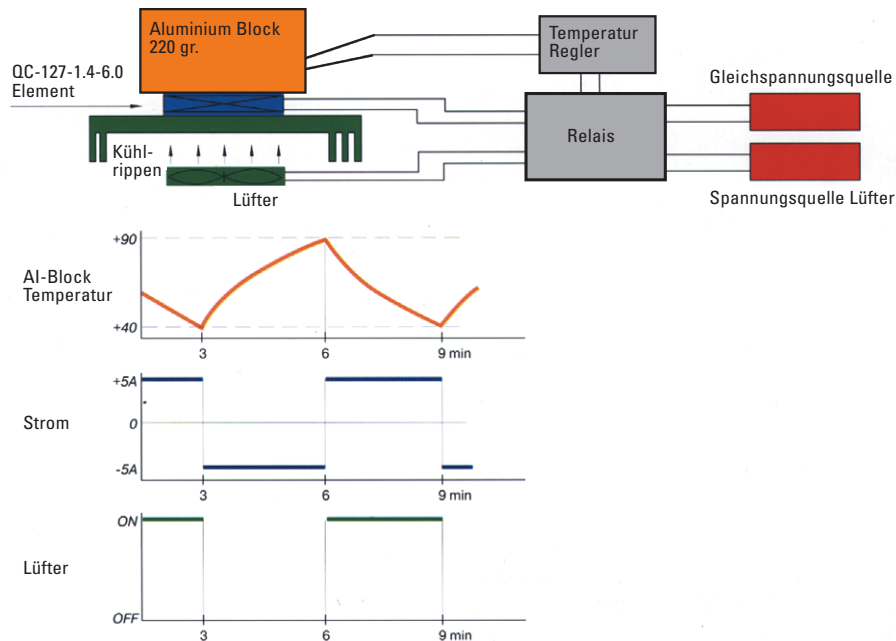 Aluminium Block
220 gr.
Temperatur
Regler
QC-127-1.4-6.0
Element
Gleichspannungsquelle
Relais
Kühl-
rippen
Lüfter
Spannungsquelle Lüfter
+90
Al-Block
Temperatur
+40
3 6 9 min
+5A
Strom 0
-5A
3 6 9 min
ON
Lüfter
OFF
3 6 9 min